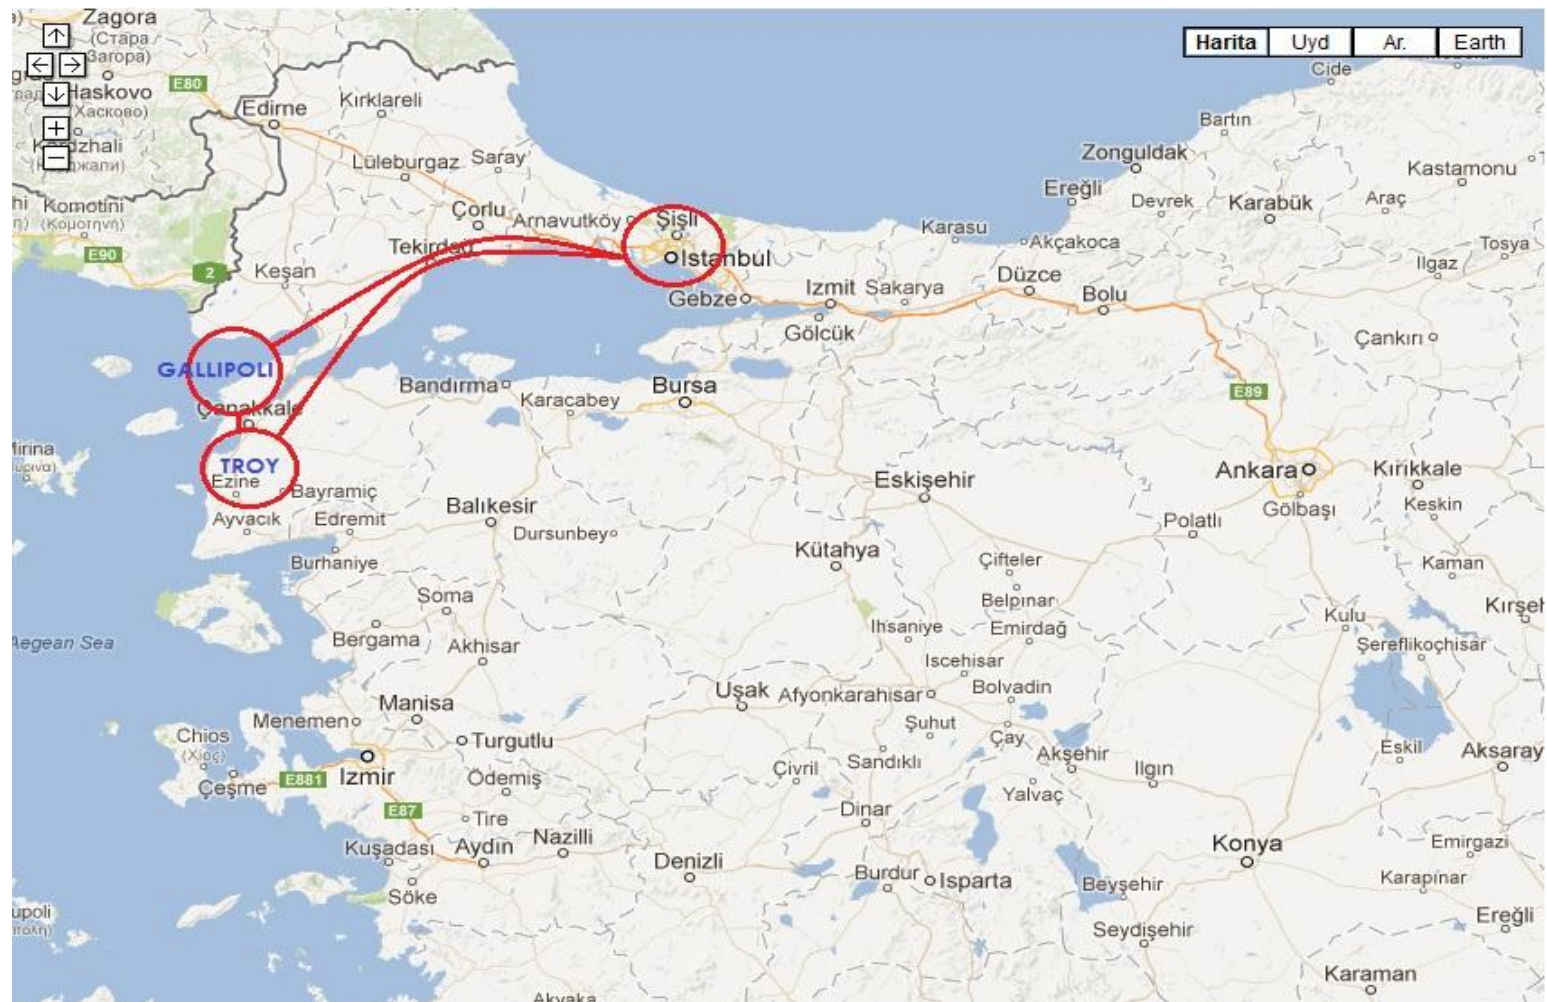 Zagora
(Стара
Загора)
Harita Uyd Ar. Earth
Cide
E80
Haskovo
(Хасково)
Edirne
Kırklareli
Bartın
Zonguldak
Lüleburgaz
Saray
Kastamonu
Ereğli
Devrek
Karabük
Araç
Komotini
(Κομοτηνή)
Çorlu
Arnavutköy
Şişli
Karasu
Akçakoca
Tosya
E90
Tekirdağ
Istanbul
2
Keşan
Ilgaz
Gebze
Izmit
Sakarya
Düzce
Bolu
Gölcük
Çankırı
GALLIPOLI
Bandırma
Bursa
Karacabey
E89
Çanakkale
TROY
Ezine
Bayramiç
Ayvacık
Edremit
Balıkesir
Dursunbey
Eskişehir
Ankara
Kırıkkale
Gölbaşı
Keskin
Polatlı
Burhaniye
Kütahya
Çifteler
Kaman
Soma
Belpınar
Bergama
Akhisar
Ihsaniye
Emirdağ
Kulu
Aegean Sea
Şereflikoçhisar
Iscehisar
Manisa
Uşak
Afyonkarahisar
Bolvadin
Menemen
Şuhut
Chios
(Χίος)
Turgutlu
Çay
Akşehir
Eskil
Aksaray
Izmir
Ödemiş
Çivril
Sandıklı
Ilgın
Çeşme
E881
Yalvaç
E87
Tire
Dinar
Kuşadası
Aydın
Nazilli
Denizli
Konya
Emirgazi
Söke
Burdur
Isparta
Beyşehir
Karapınar
Ereğli
Seydişehir
Karaman